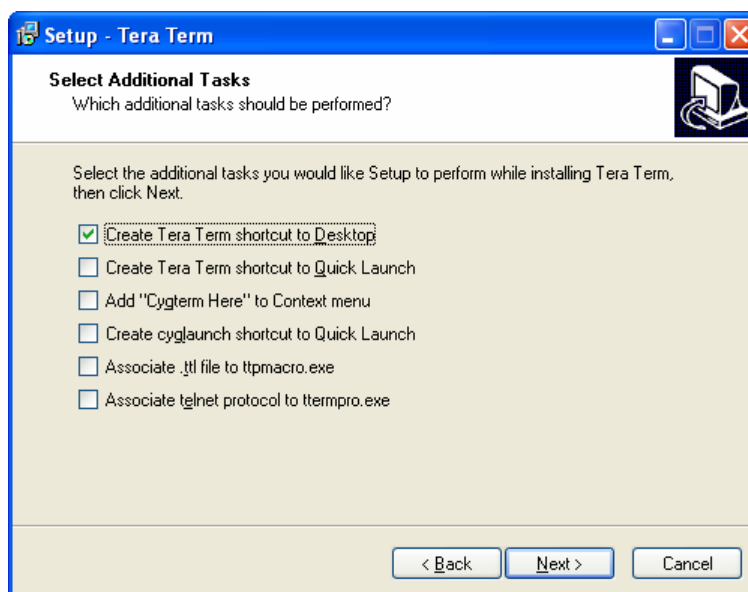 Setup - Tera Term
Select Additional Tasks
Which additional tasks should be performed?
Select the additional tasks you would like Setup to perform while installing Tera Term,
then click Next.
Create Tera Term shortcut to Desktop
Create Tera Term shortcut to Quick Launch
Add "Cygterm Here" to Context menu
Create cyglaunch shortcut to Quick Launch
Associate .ttl file to ttpmacro.exe
Associate telnet protocol to ttermpro.exe
< Back Next > Cancel